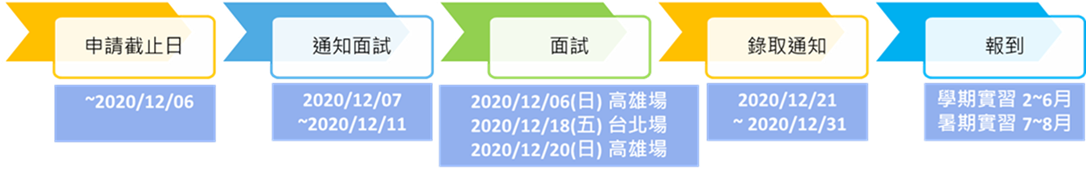 申請截止日
~2020/12/06
通知面試
2020/12/07
~2020/12/11
面試
2020/12/06(日) 高雄場
2020/12/18(五) 台北場
2020/12/20(日) 高雄場
錄取通知
2020/12/21
~ 2020/12/31
報到
學期實習 2~6月
暑期實習 7~8月